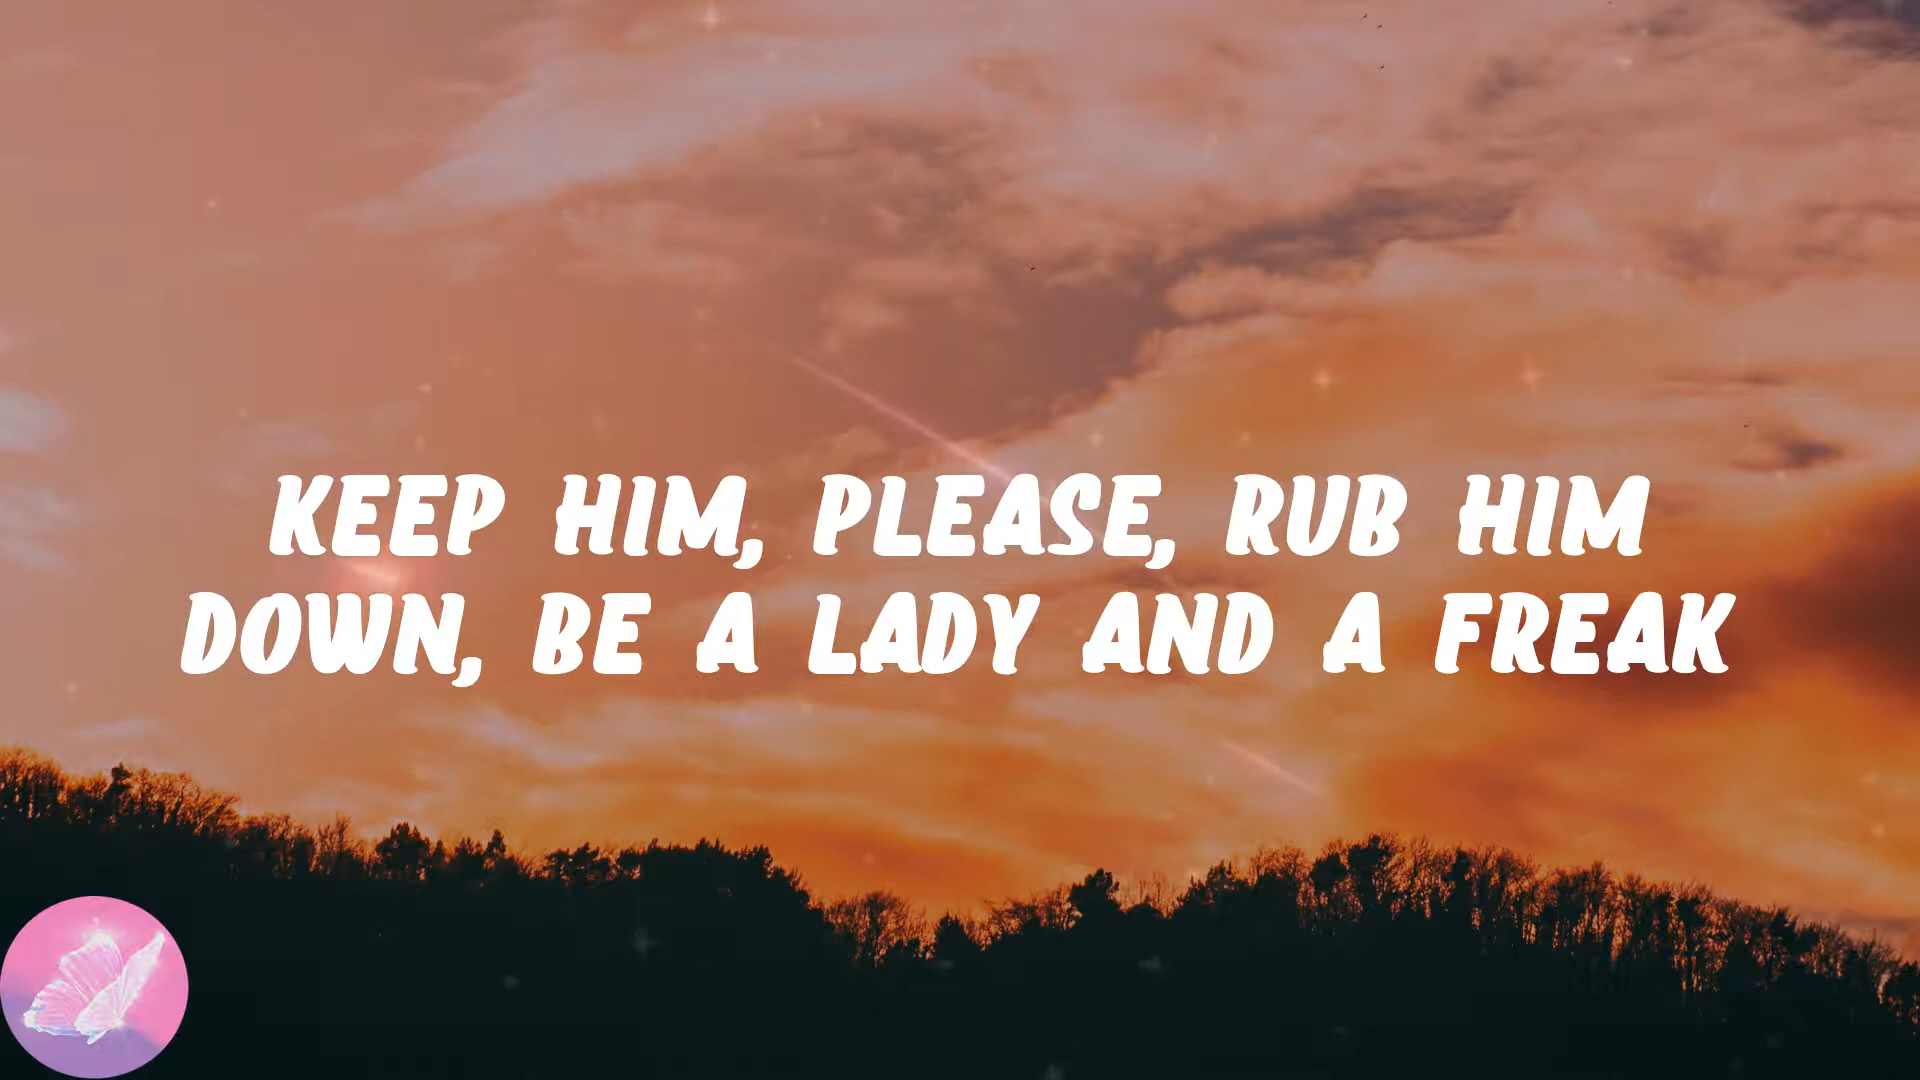 KEEP HIM, PLEASE, RUB HIM
DOWN, BE A LADY AND A FREAK